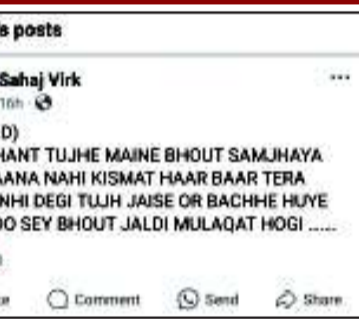 s posts
Sahaj Virk
16h
D)
HANT TUJHE MAINE BHOUT SAMJHAYA
AANA NAHI KISMAT HAAR BAAR TERA
NHI DEGI TUJH JAISE OR BACHHE HUYE
OO SEY BHOUT JALDI MULAQAT HOGI ......
Comment
Send
Share